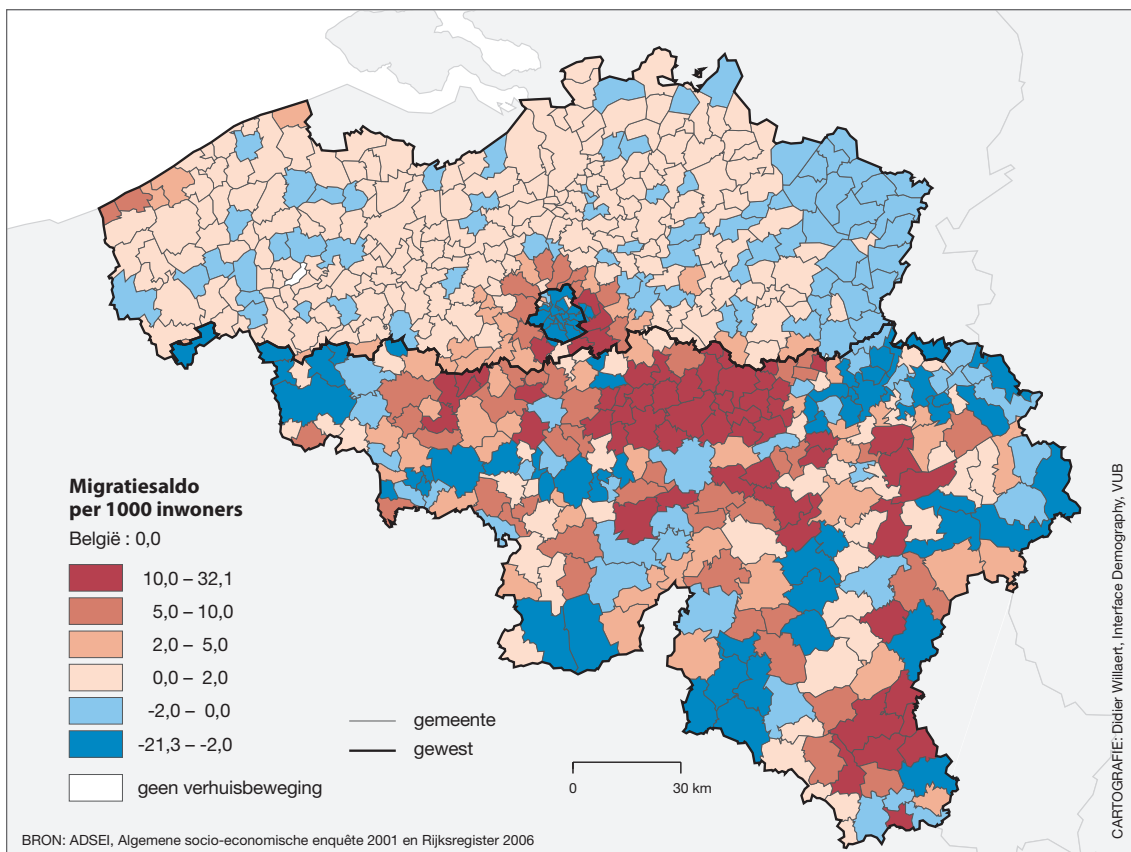 Migratiesaldo
per 1000 inwoners
België : 0,0
10,0 – 32,1
5,0 – 10,0
2,0 – 5,0
0,0 – 2,0
-2,0 – 0,0
-21,3 – -2,0
geen verhuisbeweging
gemeente
gewest
0 30 km
BRON: ADSEI, Algemene socio-economische enquête 2001 en Rijksregister 2006
CARTOGRAFIE: Didier Willaert, Interface Demography, VUB